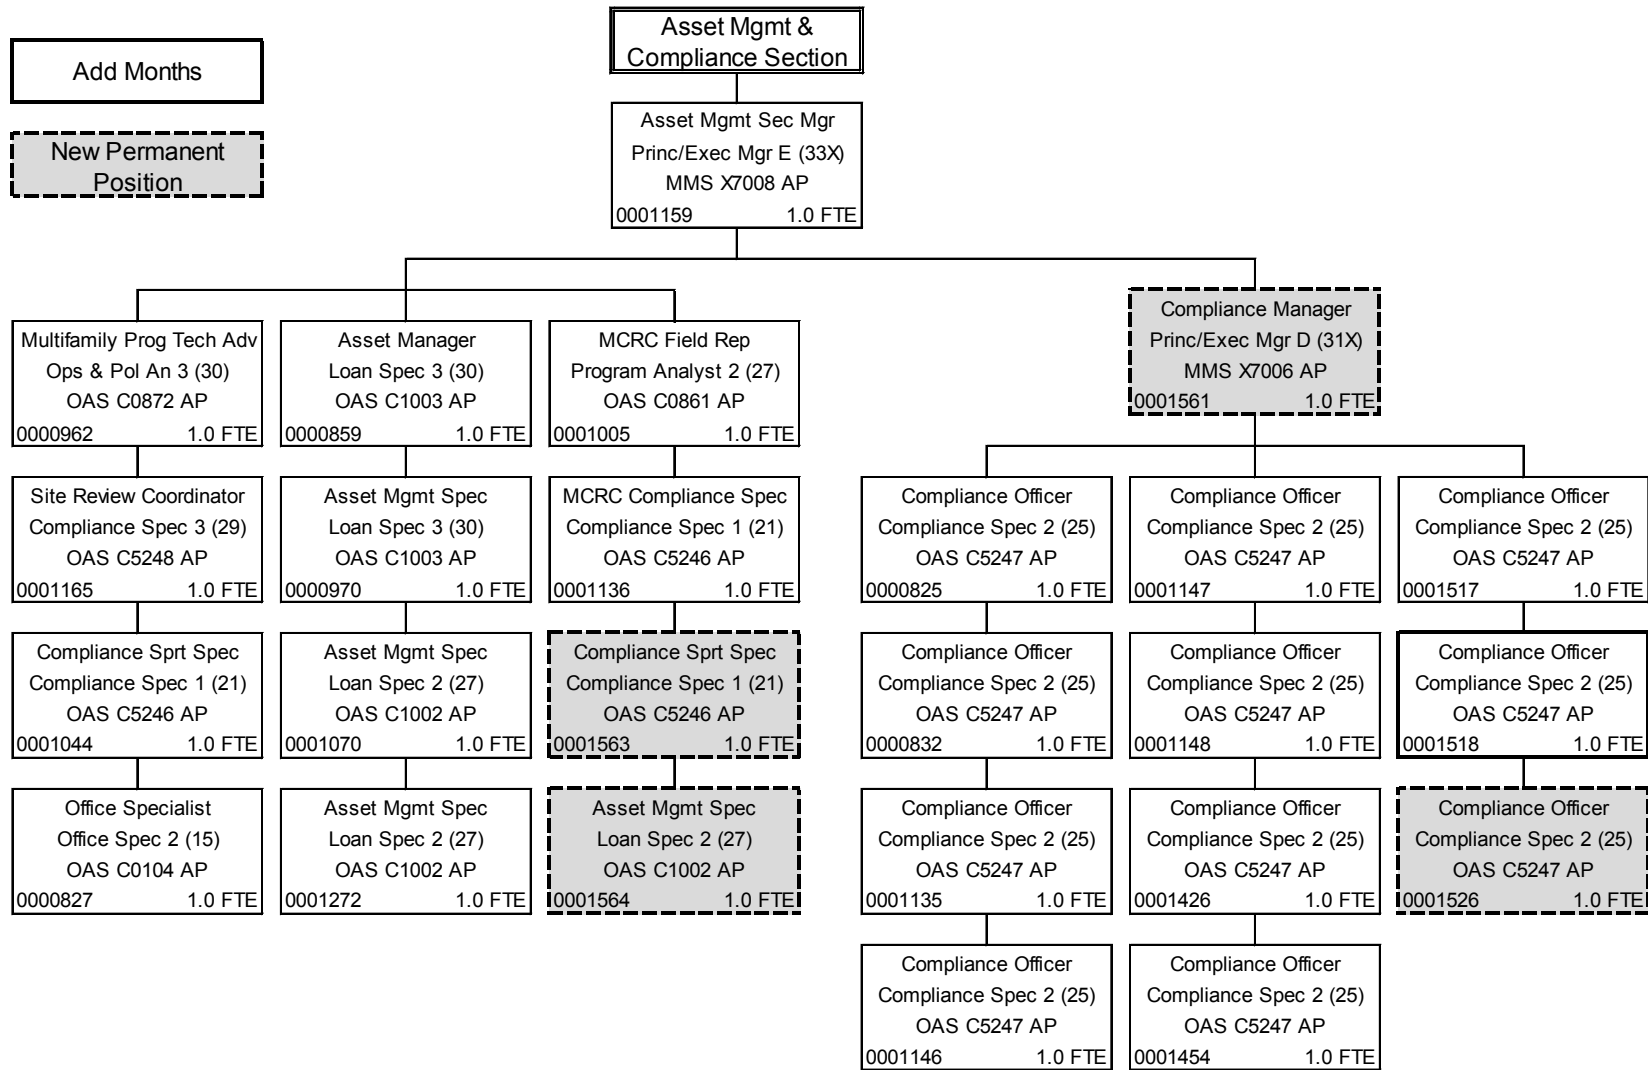 Add Months
New Permanent
Position
Asset Mgmt &
Compliance Section
Asset Mgmt Sec Mgr
Princ/Exec Mgr E (33X)
MMS X7008 AP
0001159 1.0 FTE
Multifamily Prog Tech Adv
Ops & Pol An 3 (30)
OAS C0872 AP
0000962 1.0 FTE
Site Review Coordinator
Compliance Spec 3 (29)
OAS C5248 AP
0001165 1.0 FTE
Compliance Sprt Spec
Compliance Spec 1 (21)
OAS C5246 AP
0001044 1.0 FTE
Office Specialist
Office Spec 2 (15)
OAS C0104 AP
0000827 1.0 FTE
Asset Manager
Loan Spec 3 (30)
OAS C1003 AP
0000859 1.0 FTE
Asset Mgmt Spec
Loan Spec 3 (30)
OAS C1003 AP
0000970 1.0 FTE
Asset Mgmt Spec
Loan Spec 2 (27)
OAS C1002 AP
0001070 1.0 FTE
Asset Mgmt Spec
Loan Spec 2 (27)
OAS C1002 AP
0001272 1.0 FTE
MCRC Field Rep
Program Analyst 2 (27)
OAS C0861 AP
0001005 1.0 FTE
MCRC Compliance Spec
Compliance Spec 1 (21)
OAS C5246 AP
0001136 1.0 FTE
Compliance Sprt Spec
Compliance Spec 1 (21)
OAS C5246 AP
0001563 1.0 FTE
Asset Mgmt Spec
Loan Spec 2 (27)
OAS C1002 AP
0001564 1.0 FTE
Compliance Manager
Princ/Exec Mgr D (31X)
MMS X7006 AP
0001561 1.0 FTE
Compliance Officer
Compliance Spec 2 (25)
OAS C5247 AP
0000825 1.0 FTE
Compliance Officer
Compliance Spec 2 (25)
OAS C5247 AP
0000832 1.0 FTE
Compliance Officer
Compliance Spec 2 (25)
OAS C5247 AP
0001135 1.0 FTE
Compliance Officer
Compliance Spec 2 (25)
OAS C5247 AP
0001146 1.0 FTE
Compliance Officer
Compliance Spec 2 (25)
OAS C5247 AP
0001147 1.0 FTE
Compliance Officer
Compliance Spec 2 (25)
OAS C5247 AP
0001148 1.0 FTE
Compliance Officer
Compliance Spec 2 (25)
OAS C5247 AP
0001426 1.0 FTE
Compliance Officer
Compliance Spec 2 (25)
OAS C5247 AP
0001454 1.0 FTE
Compliance Officer
Compliance Spec 2 (25)
OAS C5247 AP
0001517 1.0 FTE
Compliance Officer
Compliance Spec 2 (25)
OAS C5247 AP
0001518 1.0 FTE
Compliance Officer
Compliance Spec 2 (25)
OAS C5247 AP
0001526 1.0 FTE